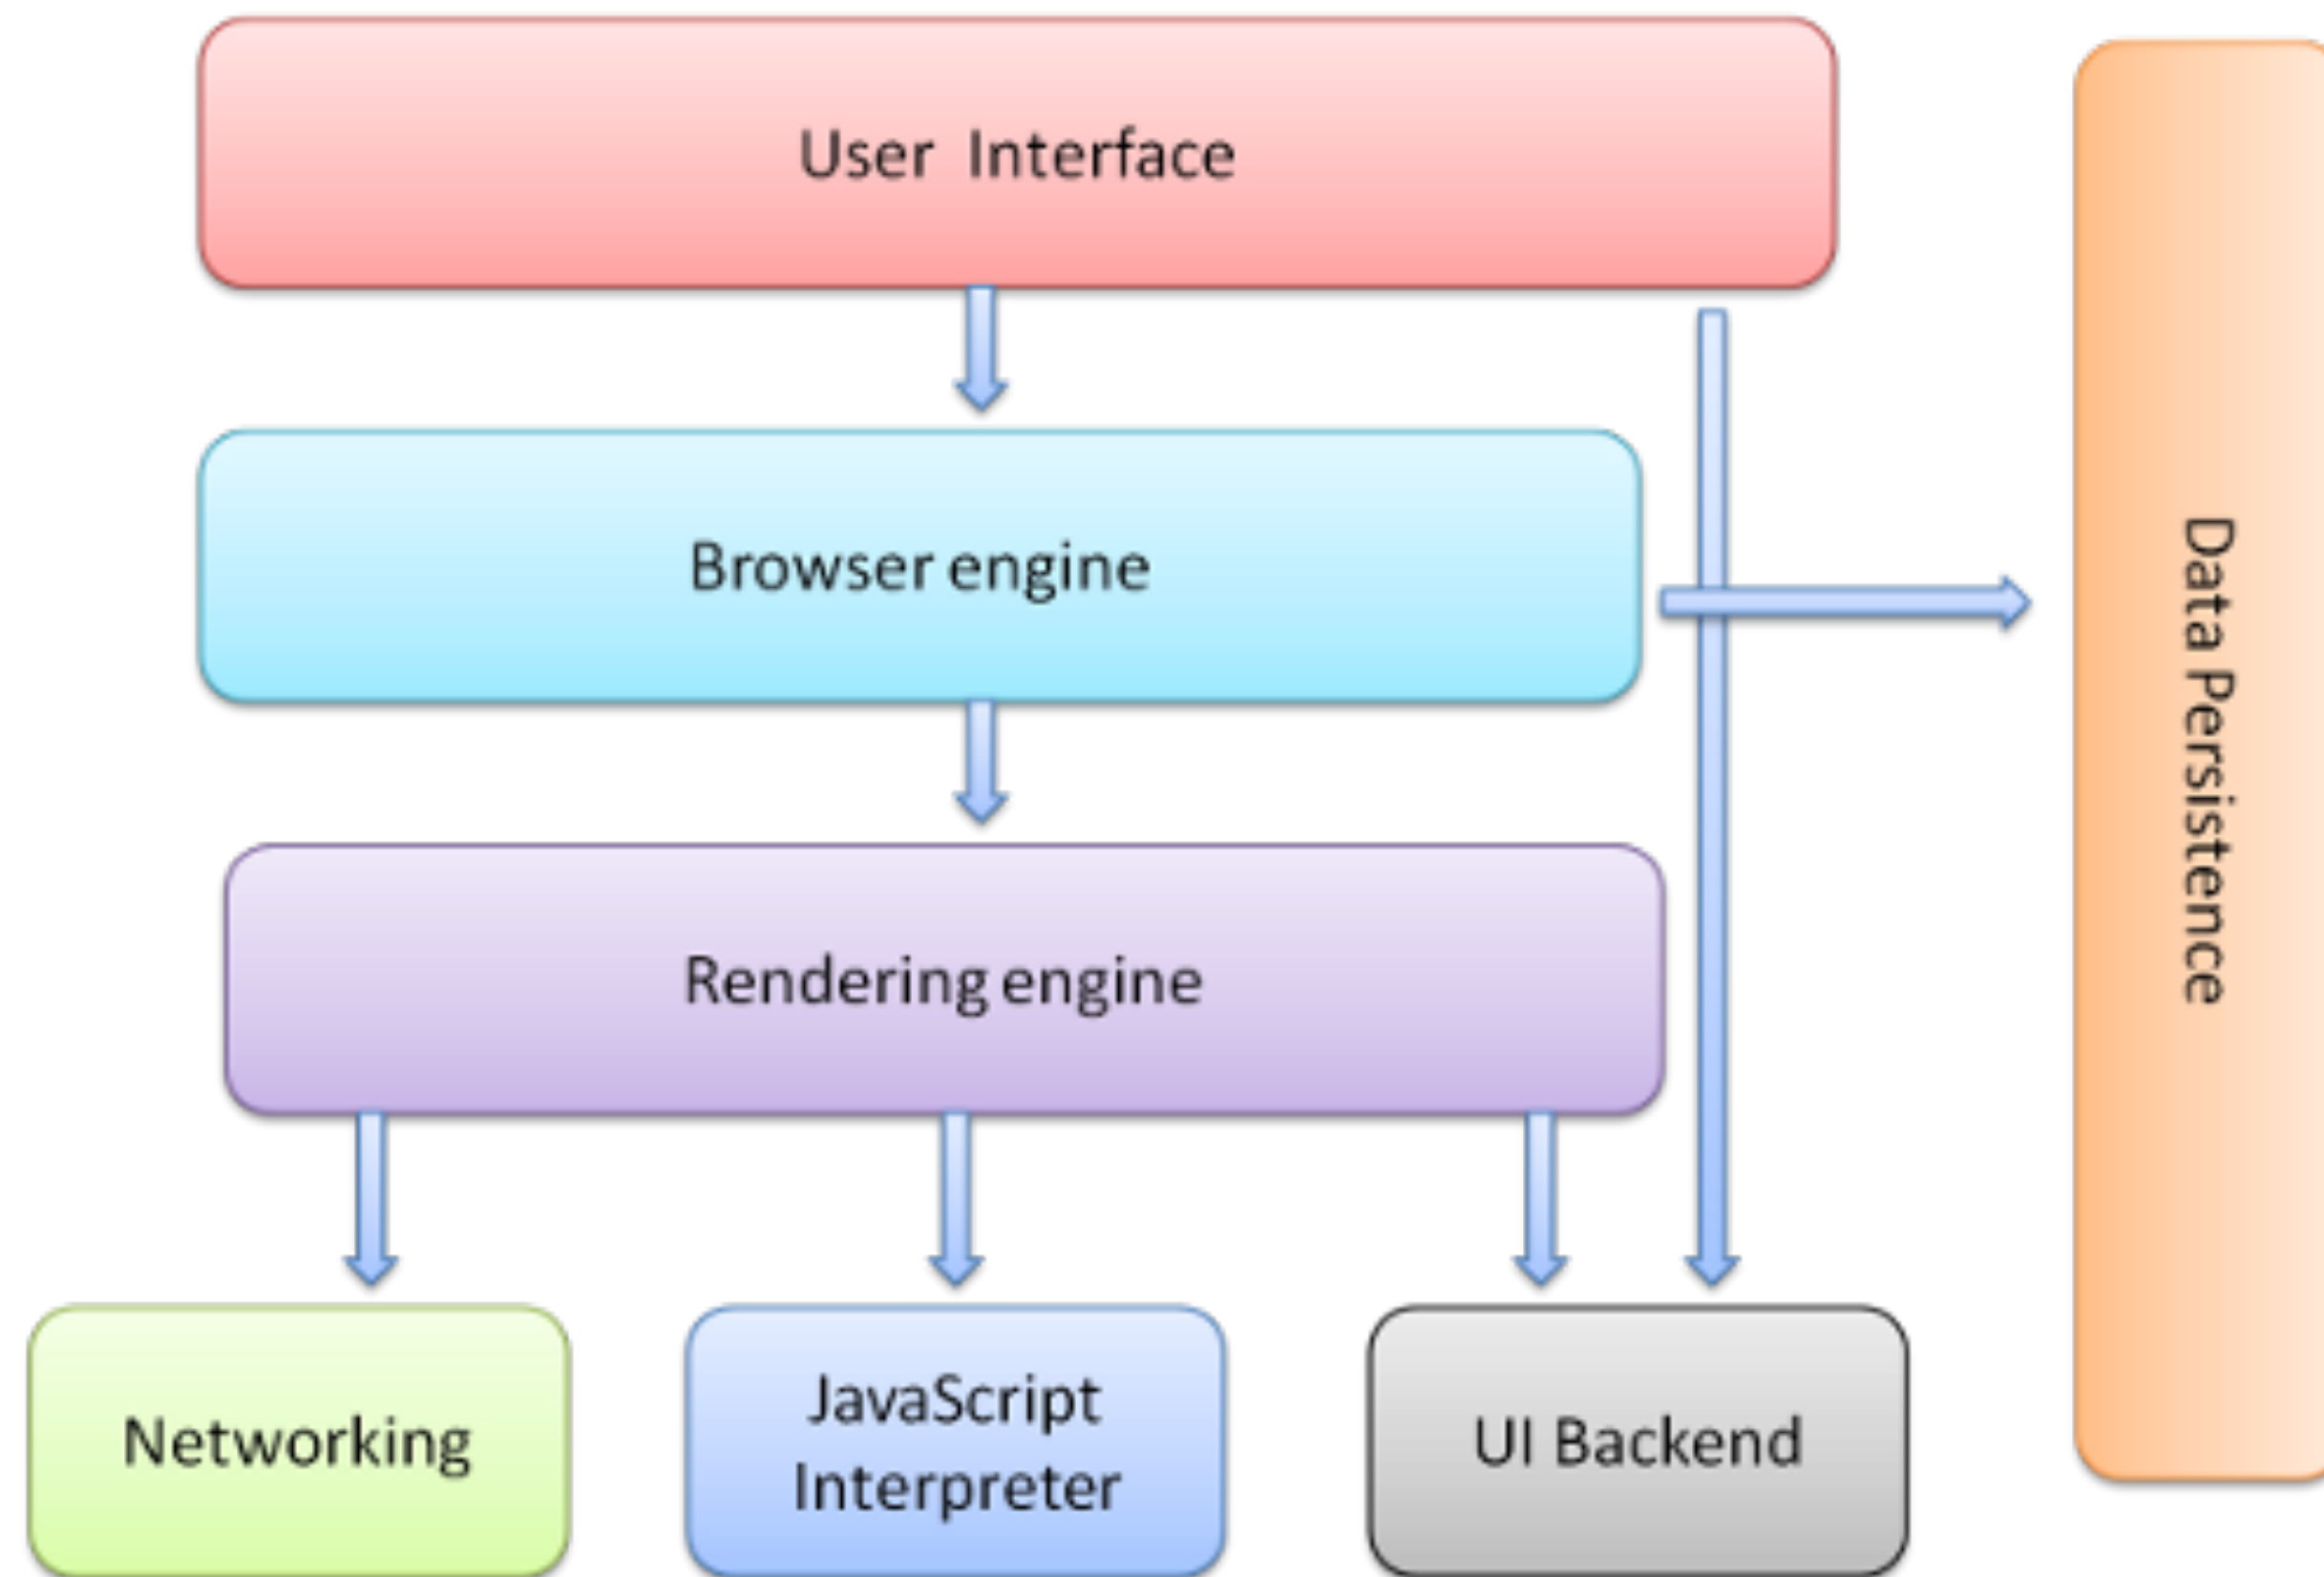 User Interface
Browser engine
Data Persistence
Rendering engine
Networking
JavaScript
Interpreter
UI Backend